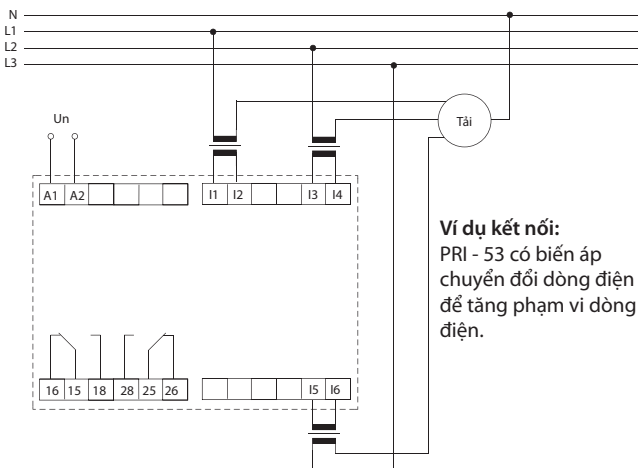 N
L1
L2
L3
Un
Tải
A1 A2 I1 I2 I3 I4
Ví dụ kết nối:
PRI - 53 có biến áp
chuyển đổi dòng điện
để tăng phạm vi dòng
điện.
16 15 18 28 25 26 I5 I6